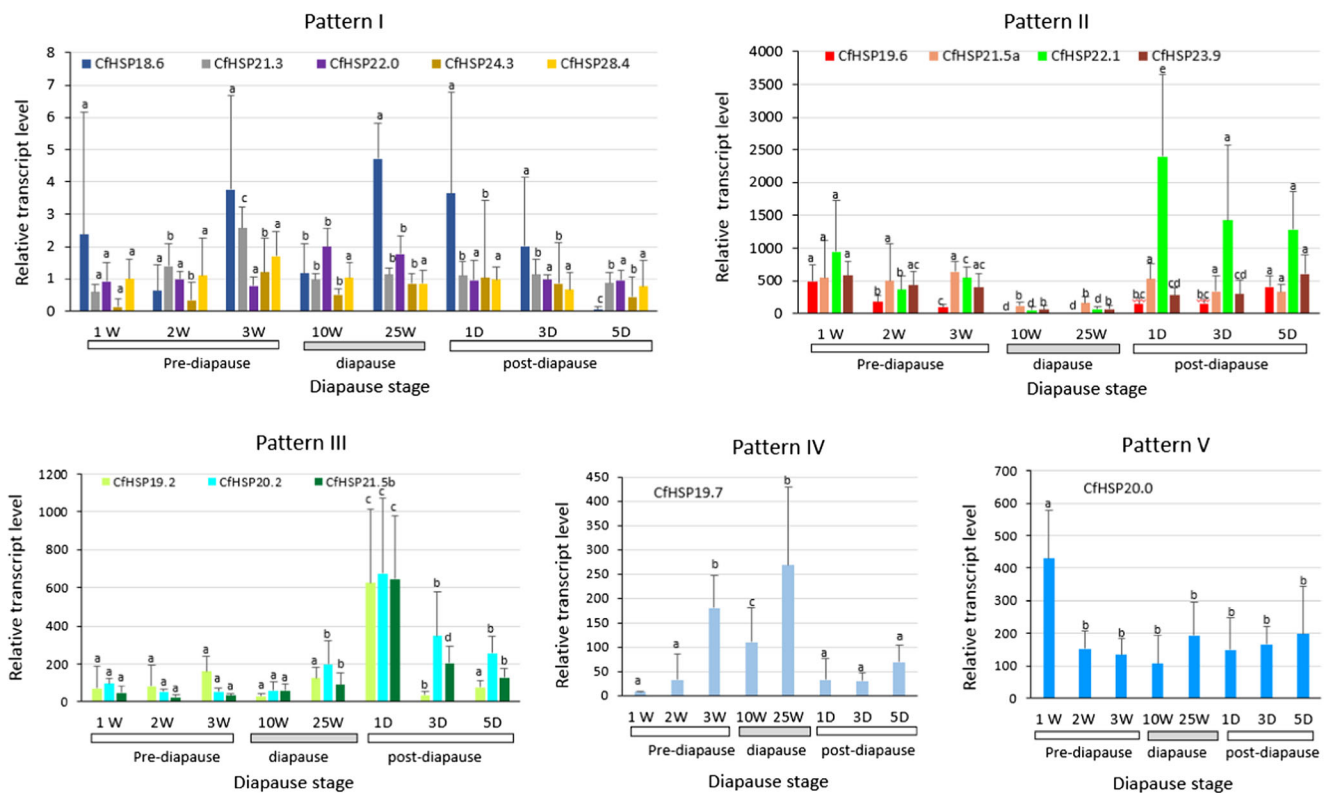 Pattern I
8
7
6
5
4
3
2
1
0
Relative transcript level
CfHSP18.6 CfHSP21.3 CfHSP22.0 CfHSP24.3 CfHSP28.4
a a a a a
a b a b a
a c a b a
b b b b b
a b b b b
a b a b a
a b a b a
c b a a a
1 W 2W 3W 10W 25W 1D 3D 5D
Pre-diapause diapause post-diapause
Diapause stage
Pattern II
4000
3500
3000
2500
2000
1500
1000
500
0
Relative transcript level
CfHSP19.6 CfHSP21.5a CfHSP22.1 CfHSP23.9
a a a a
b a b ac
c a c ac
d b d b
d a d b
bc a e cd
bc a a cd
a a a a
1 W 2W 3W 10W 25W 1D 3D 5D
Pre-diapause diapause post-diapause
Diapause stage
Pattern III
1200
1000
800
600
400
200
0
Relative transcript level
CfHSP19.2 CfHSP20.2 CfHSP21.5b
a a a
a a a
a a a
a a a
a b b
c c c
b b d
a b b
1 W 2W 3W 10W 25W 1D 3D 5D
Pre-diapause diapause post-diapause
Diapause stage
Pattern IV
450
400
350
300
250
200
150
100
50
0
Relative transcript level
CfHSP19.7
a a b c b a a a
1 W 2W 3W 10W 25W 1D 3D 5D
Pre-diapause diapause post-diapause
Diapause stage
Pattern V
700
600
500
400
300
200
100
0
Relative transcript level
CfHSP20.0
a b b b b b b b
1 W 2W 3W 10W 25W 1D 3D 5D
Pre-diapause diapause post-diapause
Diapause stage